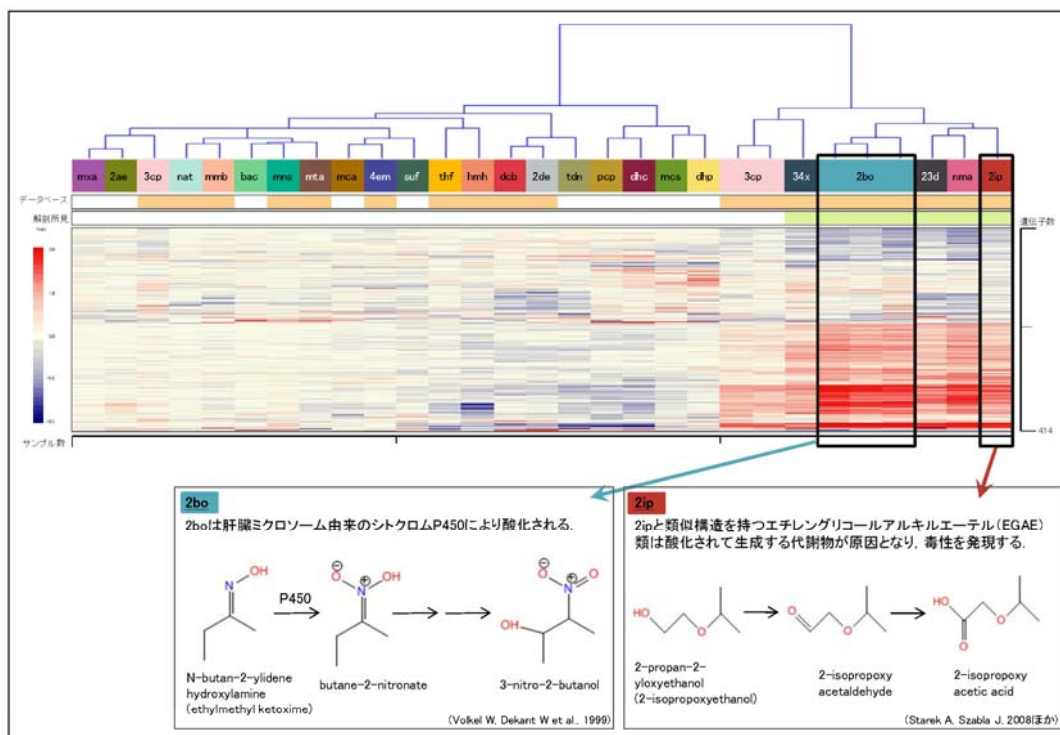 mxa 2ae 3cp nat mmb bac mns mta mca 4em suf thf hmh dcb 2de tdn pcp dhc mcs dhp 3cp 34x 2bo 23d nma 2ip
データベース
解剖所見
遺伝子数
414
サンプル数
2bo
2boは肝臓ミクロソーム由来のシトクロムP450により酸化される.
OH
N
P450
O
N
OH
O
N
O
OH
N-butan-2-ylidene
hydroxylamine
(ethylmethyl ketoxime)
butane-2-nitronate
3-nitro-2-butanol
(Volkel W, Dekant W et al., 1999)
2ip
2ipと類似構造を持つエチレングリコールアルキルエーテル(EGAE)
類は酸化されて生成する代謝物が原因となり, 毒性を発現する.
HO
O
O
O
HO
O
O
2-propan-2-
yloxyethanol
(2-isopropoxyethanol)
2-isopropoxy
acetaldehyde
2-isopropoxy
acetic acid
(Starek A, Szabla J, 2008ほか)